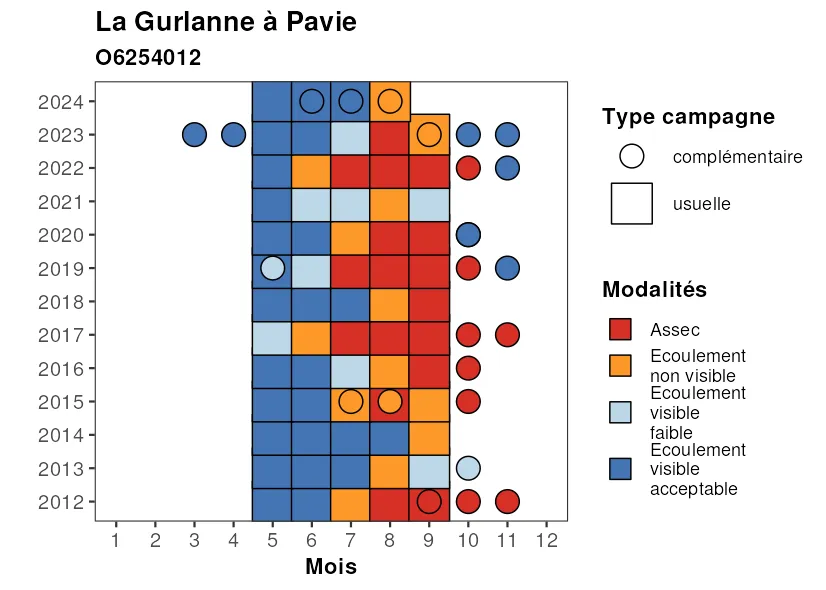 La Gurlanne à Pavie
O6254012
2024
2023
2022
2021
2020
2019
2018
2017
2016
2015
2014
2013
2012
1 2 3 4 5 6 7 8 9 10 11 12
Mois
Type campagne
complémentaire
usuelle
Modalités
Assec
Ecoulement
non visible
Ecoulement
visible
faible
Ecoulement
visible
acceptable